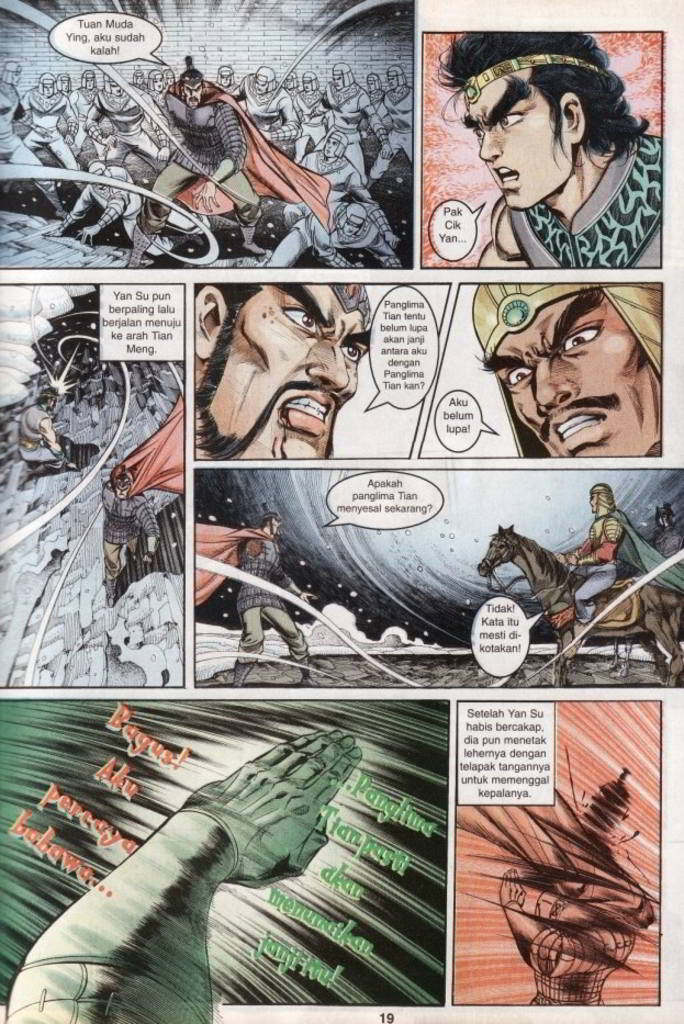 Tuan Muda
Ying, aku sudah
kalah!
Pak
Cik
Yan...
Yan Su pun
berpaling lalu
berjalan menuju
ke arah Tian
Meng.
Panglima
Tian tentu
belum lupa
akan janji
antara aku
dengan
Panglima
Tian kan?
Aku
belum
lupa!
Apakah
panglima Tian
menyesal sekarang?
Tidak!
Kata itu
mesti di-
kotakan!
Bagus!
Aku
percaya
bahawa...
Panglima
Tian pasti
akan
menunaikan
janji itu!
Setelah Yan Su
habis bercakap,
dia pun menetak
lehernya dengan
telapak tangannya
untuk memenggal
kepalanya.
19